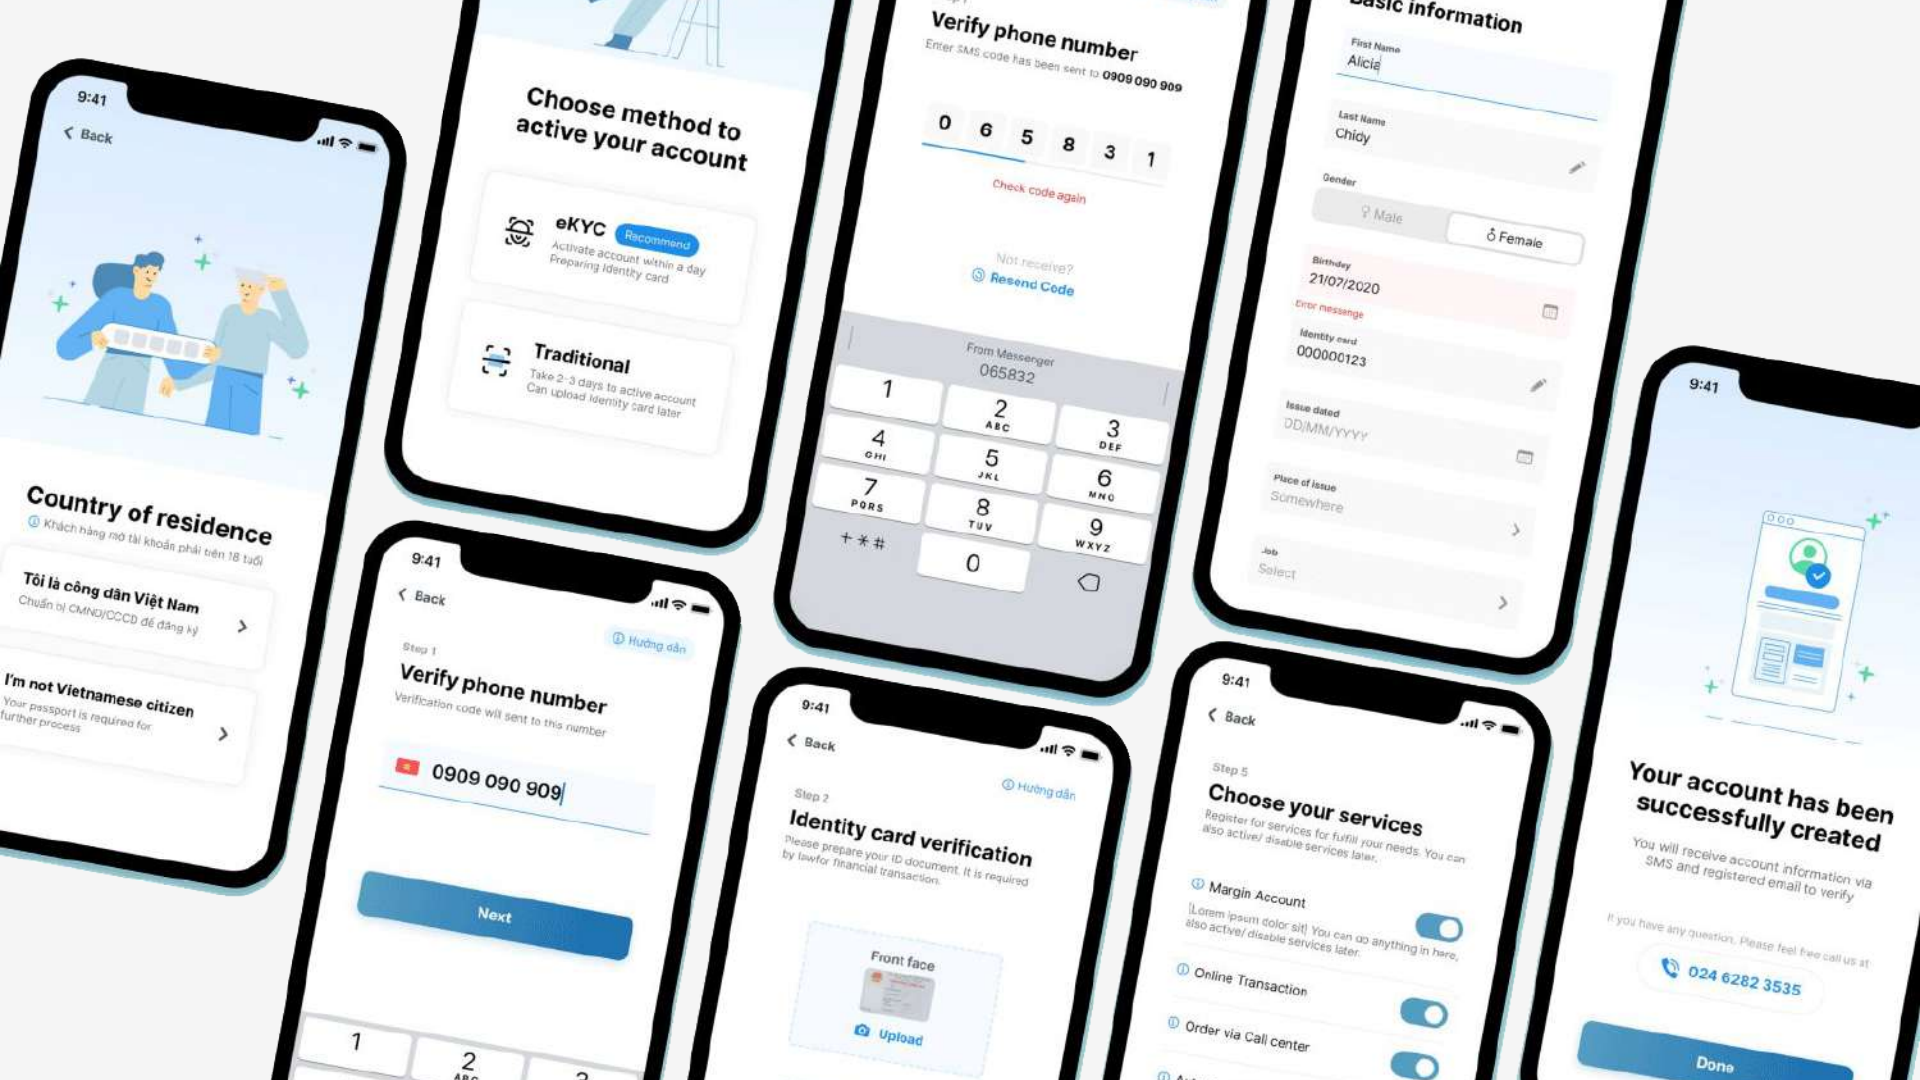 9:41
Back
Country of residence
Khách hàng mở tài khoản phải trên 18 tuổi
Tôi là công dân Việt Nam
Chuẩn bị CMND/CCCD để đăng ký
I'm not Vietnamese citizen
Your passport is required for
further process
Choose method to
active your account
eKYC
Recommend
Activate account within a day
Preparing Identity card
Traditional
Take 2-3 days to active account
Can upload Identity card later
9:41
Back
Hướng dẫn
Step 1
Verify phone number
Verification code will sent to this number
0909 090 909
Next
1
2
ABC
3
Verify phone number
Enter SMS code has been sent to 0909 090 909
0 6 5 8 3 1
Check code again
Not receive?
Resend Code
From Messenger
065832
1
2
ABC
3
DEF
4
GHI
5
JKL
6
MNO
7
PQRS
8
TUV
9
WXYZ
+*#
0
9:41
Back
Hướng dẫn
Step 2
Identity card verification
Please prepare your ID document. It is required
by lawfor financial transaction.
Front face
Upload
Basic information
First Name
Alicia
Last Name
Chidy
Gender
Male
Female
Birthday
21/07/2020
Error messenge
Identity card
000000123
Issue dated
DD/MM/YYYY
Place of issue
Somewhere
Job
Select
9:41
Back
Step 5
Choose your services
Register for services for fulfill your needs. You can
also active/ disable services later.
Margin Account
[Lorem ipsum dolor sit] You can do anything in here,
also active/ disable services later.
Online Transaction
Order via Call center
9:41
Your account has been
successfully created
You will receive account information via
SMS and registered email to verify
If you have any question. Please feel free call us at
024 6282 3535
Done